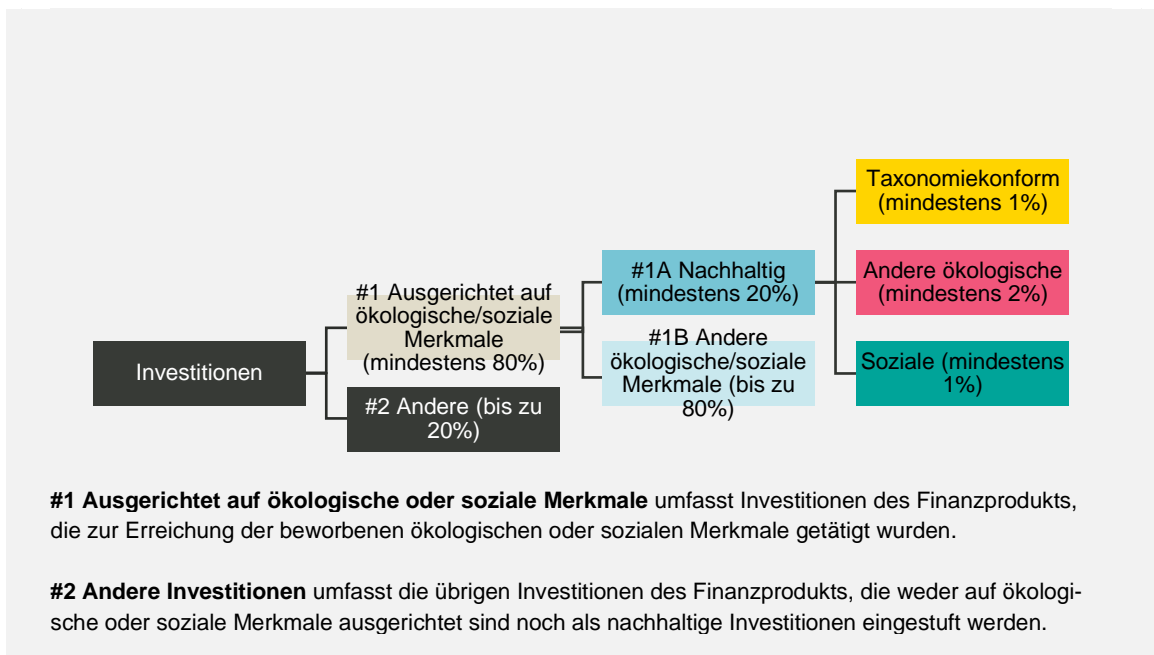 Investitionen
#1 Ausgerichtet auf
ökologische/soziale
Merkmale
(mindestens 80%)
#2 Andere (bis zu
20%)
#1A Nachhaltig
(mindestens 20%)
#1B Andere
ökologische/soziale
Merkmale (bis zu
80%)
Taxonomiekonform
(mindestens 1%)
Andere ökologische
(mindestens 2%)
Soziale (mindestens
1%)
#1 Ausgerichtet auf ökologische oder soziale Merkmale umfasst Investitionen des Finanzprodukts,
die zur Erreichung der beworbenen ökologischen oder sozialen Merkmale getätigt wurden.
#2 Andere Investitionen umfasst die übrigen Investitionen des Finanzprodukts, die weder auf ökologi-
sche oder soziale Merkmale ausgerichtet sind noch als nachhaltige Investitionen eingestuft werden.